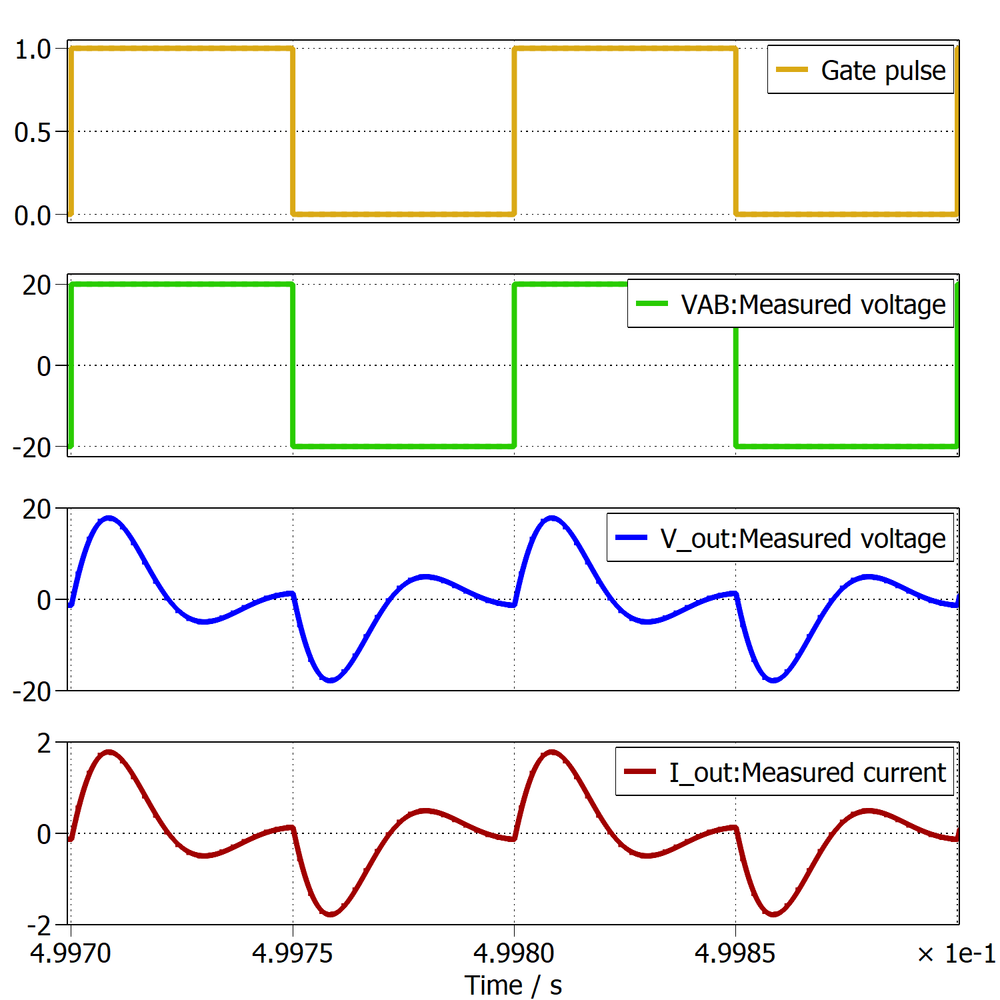 1.0
0.5
0.0
Gate pulse
20
0
-20
VAB:Measured voltage
20
0
-20
V_out:Measured voltage
2
0
-2
I_out:Measured current
4.9970 4.9975 4.9980 4.9985 × 1e-1
Time / s